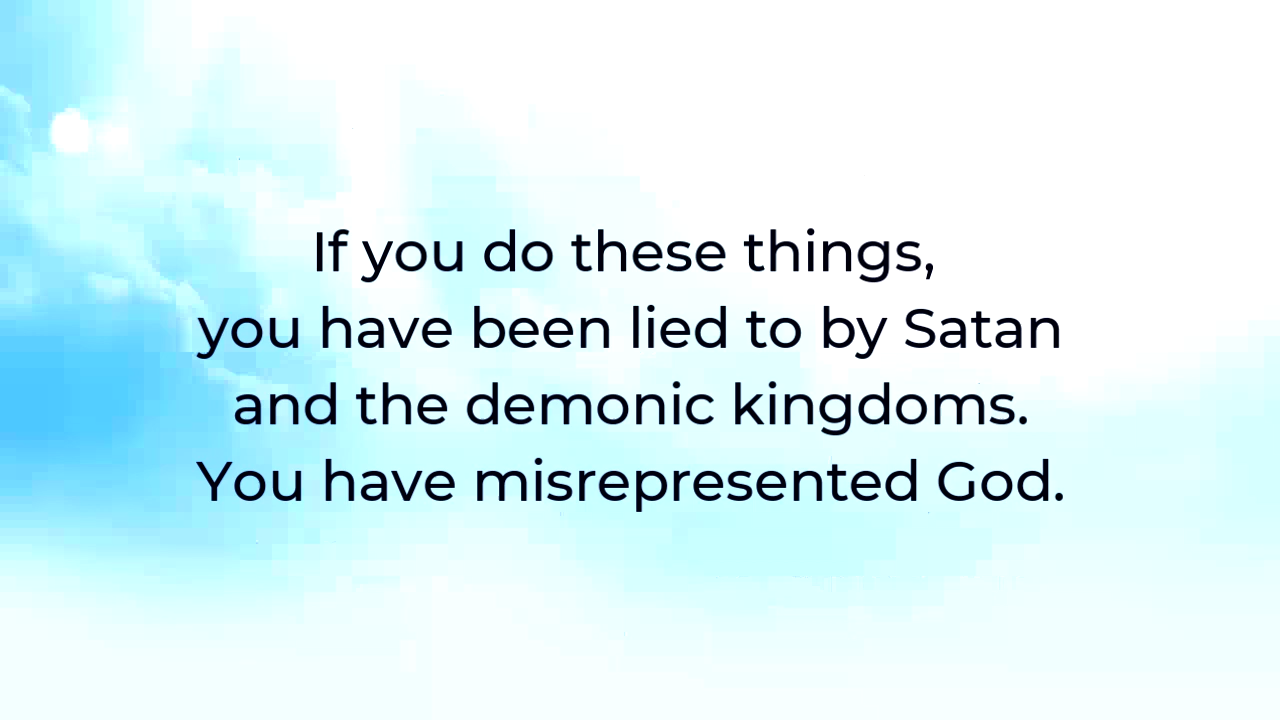 If you do these things,
you have been lied to by Satan
and the demonic kingdoms.
You have misrepresented God.